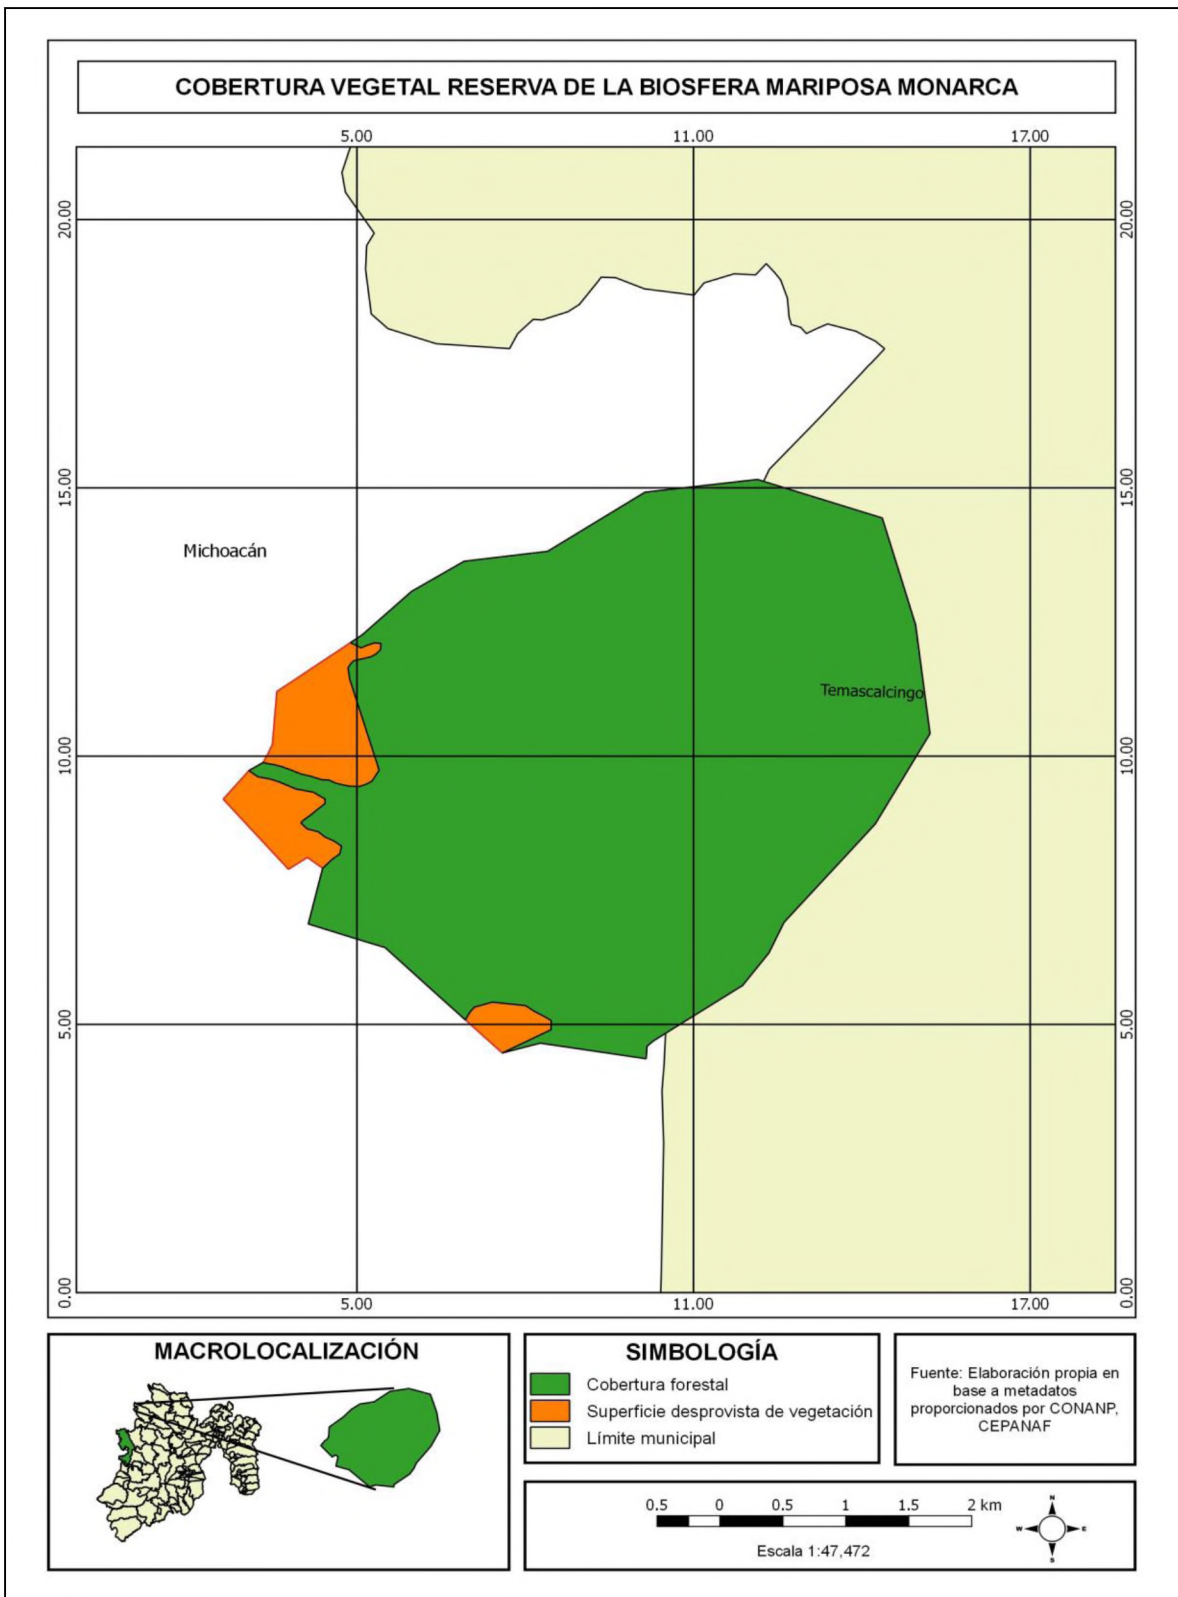 COBERTURA VEGETAL RESERVA DE LA BIOSFERA MARIPOSA MONARCA
5.00 11.00 17.00
20.00 20.00
15.00 15.00
Michoacán
Temascalcingo
10.00 10.00
5.00 5.00
0.00 0.00
5.00 11.00 17.00
MACROLOCALIZACIÓN
SIMBOLOGÍA
Cobertura forestal
Superficie desprovista de vegetación
Límite municipal
Fuente: Elaboración propia en
base a metadatos
proporcionados por CONANP,
CEPANAF
0.5 0 0.5 1 1.5 2 km
Escala 1:47,472
N
W E
S